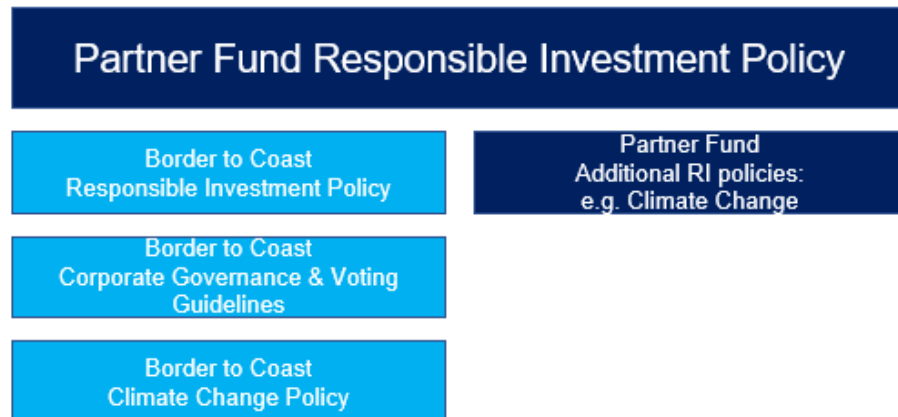 Partner Fund Responsible Investment Policy
Border to Coast
Responsible Investment Policy
Partner Fund
Additional RI policies:
e.g. Climate Change
Border to Coast
Corporate Governance & Voting
Guidelines
Border to Coast
Climate Change Policy